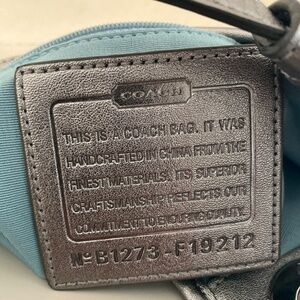 COACH
THIS IS A COACH BAG. IT WAS
HANDCRAFTED IN CHINA FROM THE
FINEST MATERIALS. ITS SUPERIOR
CRAFTSMANSHIP REFLECTS OUR
COMMITMENT TO ENDURING QUALITY.
Nº B1273-F19212